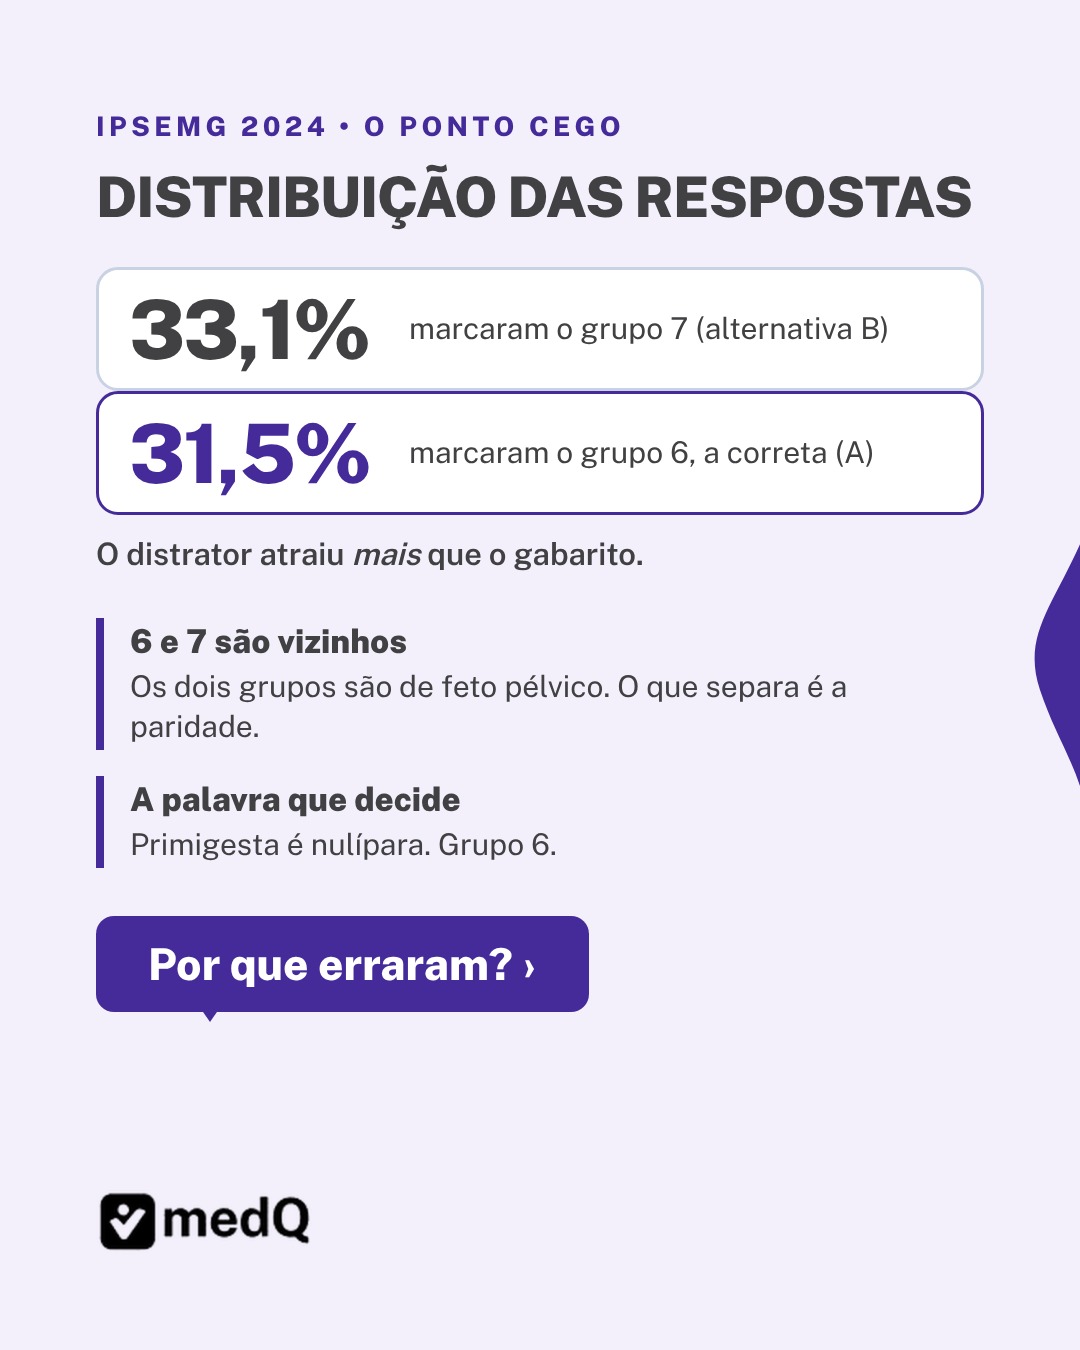 IPSEMG 2024 • O PONTO CEGO
DISTRIBUIÇÃO DAS RESPOSTAS
33,1% marcaram o grupo 7 (alternativa B)
31,5% marcaram o grupo 6, a correta (A)
O distrator atraiu mais que o gabarito.
6 e 7 são vizinhos
Os dois grupos são de feto pélvico. O que separa é a
paridade.
A palavra que decide
Primigesta é nulípara. Grupo 6.
Por que erraram? ›
medQ